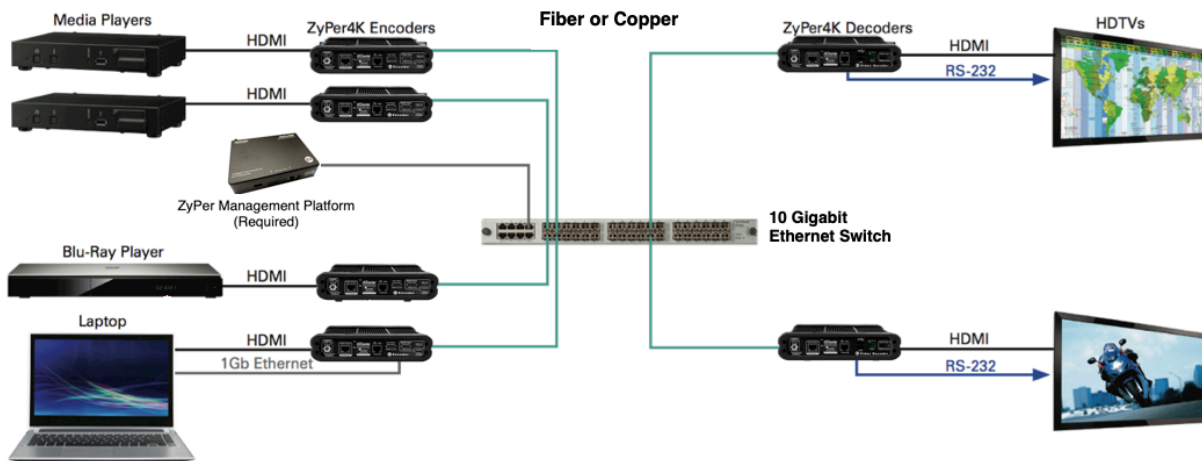 Media Players
HDMI
ZyPer4K Encoders
Fiber or Copper
ZyPer4K Decoders
HDMI
HDTVs
RS-232
HDMI
ZyPer Management Platform
(Required)
10 Gigabit
Ethernet Switch
Blu-Ray Player
HDMI
Laptop
HDMI
1Gb Ethernet
HDMI
RS-232